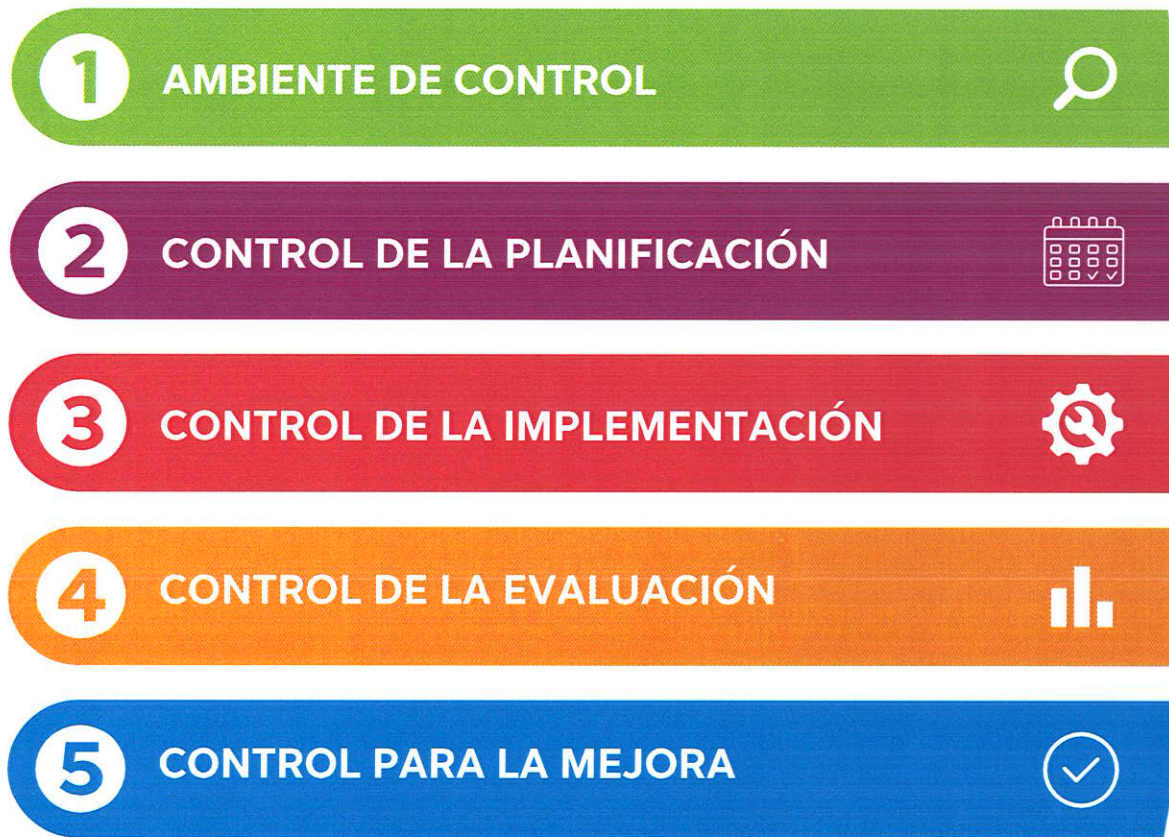 1 AMBIENTE DE CONTROL
2 CONTROL DE LA PLANIFICACIÓN
3 CONTROL DE LA IMPLEMENTACIÓN
4 CONTROL DE LA EVALUACIÓN
5 CONTROL PARA LA MEJORA